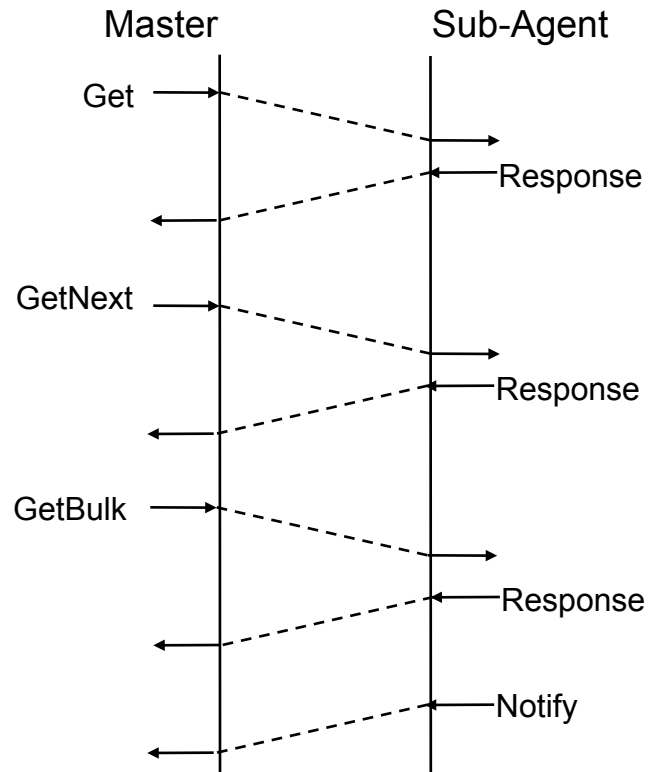 Master
Sub-Agent
Get
Response
GetNext
Response
GetBulk
Response
Notify